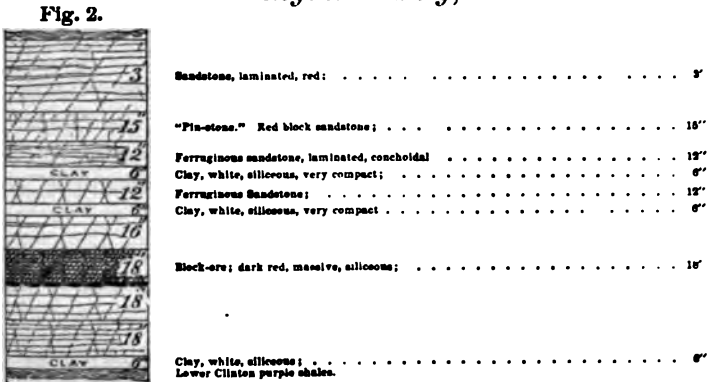 Fig. 2.
3
Sandstone, laminated, red: 3'
15"
"Pin-stone." Red block sandstone; 15"
12"
Ferruginous sandstone, laminated, conchoidal 12"
CLAY 6"
Clay, white, siliceous, very compact; 6"
12"
Ferruginous Sandstone; 12"
CLAY 6"
Clay, white, siliceous, very compact 6"
16"
18"
Block-ore; dark red, massive, siliceous; 18"
18"
18"
CLAY 6"
Clay, white, siliceous; 6"
Lower Clinton purple shales.